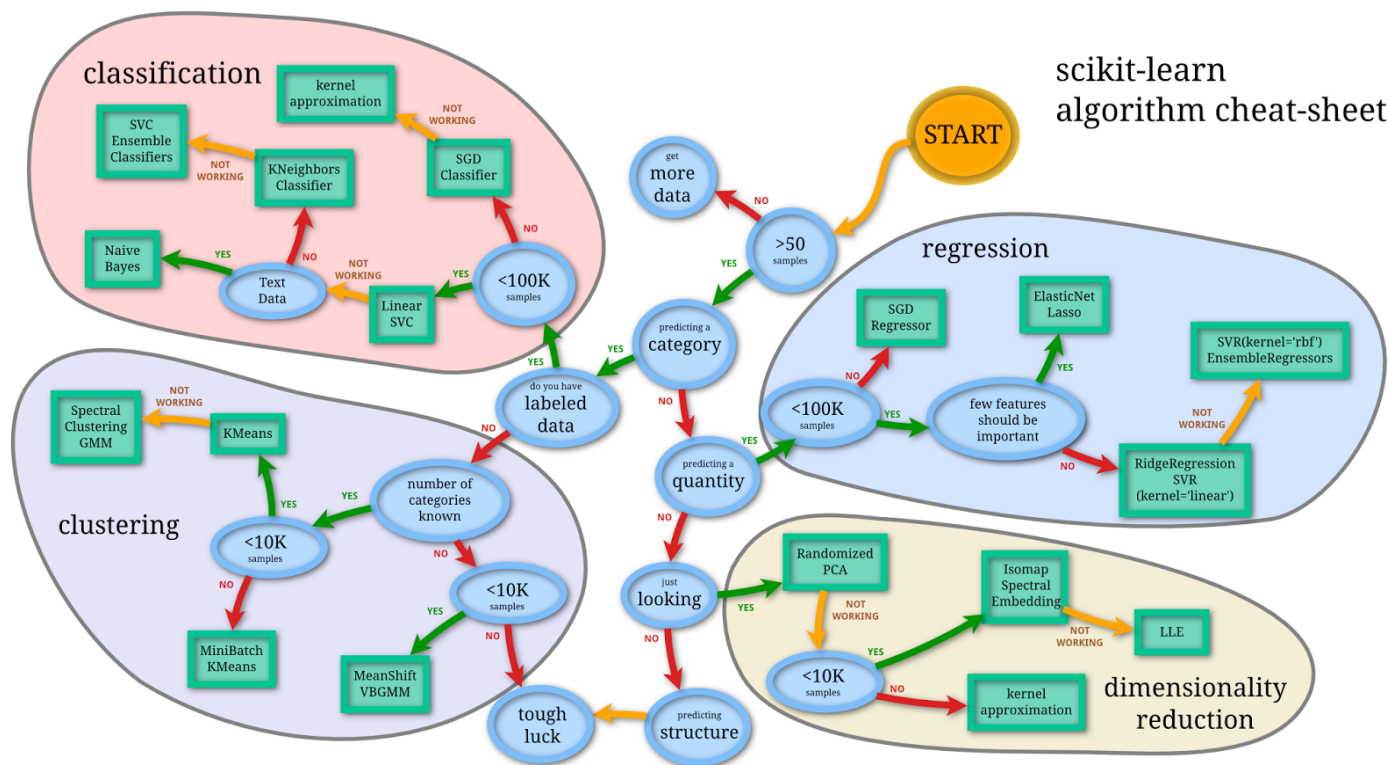 scikit-learn
algorithm cheat-sheet
START
classification
kernel
approximation
NOT
WORKING
SVC
Ensemble
Classifiers
NOT
WORKING
KNeighbors
Classifier
SGD
Classifier
NO
Naive
Bayes
YES
NO
Text
Data
NOT
WORKING
Linear
SVC
YES
<100K
samples
YES
get
more
data
NO
>50
samples
YES
predicting a
category
YES
do you have
labeled
data
NO
NO
predicting a
quantity
YES
NO
just
looking
YES
NO
predicting
structure
tough
luck
regression
SGD
Regressor
NO
<100K
samples
YES
ElasticNet
Lasso
YES
few features
should be
important
NO
SVR(kernel='rbf')
EnsembleRegressors
NOT
WORKING
RidgeRegression
SVR
(kernel='linear')
clustering
Spectral
Clustering
GMM
NOT
WORKING
KMeans
YES
number of
categories
known
YES
<10K
samples
NO
MiniBatch
KMeans
NO
<10K
samples
YES
NO
MeanShift
VBGMM
Randomized
PCA
NOT
WORKING
<10K
samples
YES
NO
Isomap
Spectral
Embedding
NOT
WORKING
LLE
kernel
approximation
dimensionality
reduction